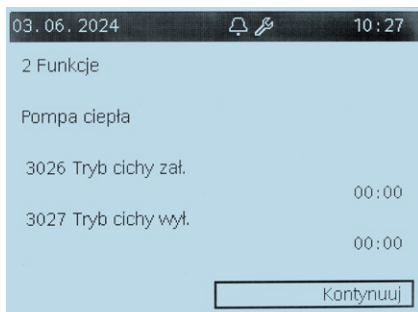 03.06.2024 10:27
2 Funkcje
Pompa ciepła
3026 Tryb cichy zał.
00:00
3027 Tryb cichy wył.
00:00
Kontynuuj